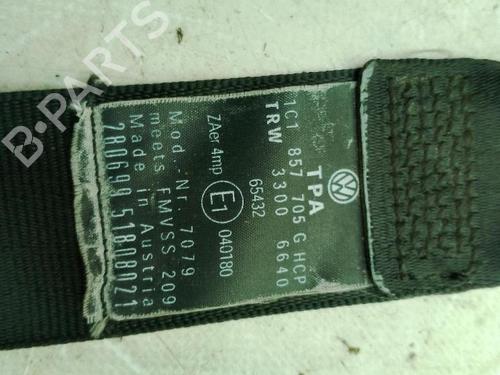 B-PARTS
TPA
1C1 857 705 G HCP
TRW 3300 6640
65432
ZAer 4mp E1 040180
Mod. Nr. 7079
meets FMVSS 209
Made in Austria